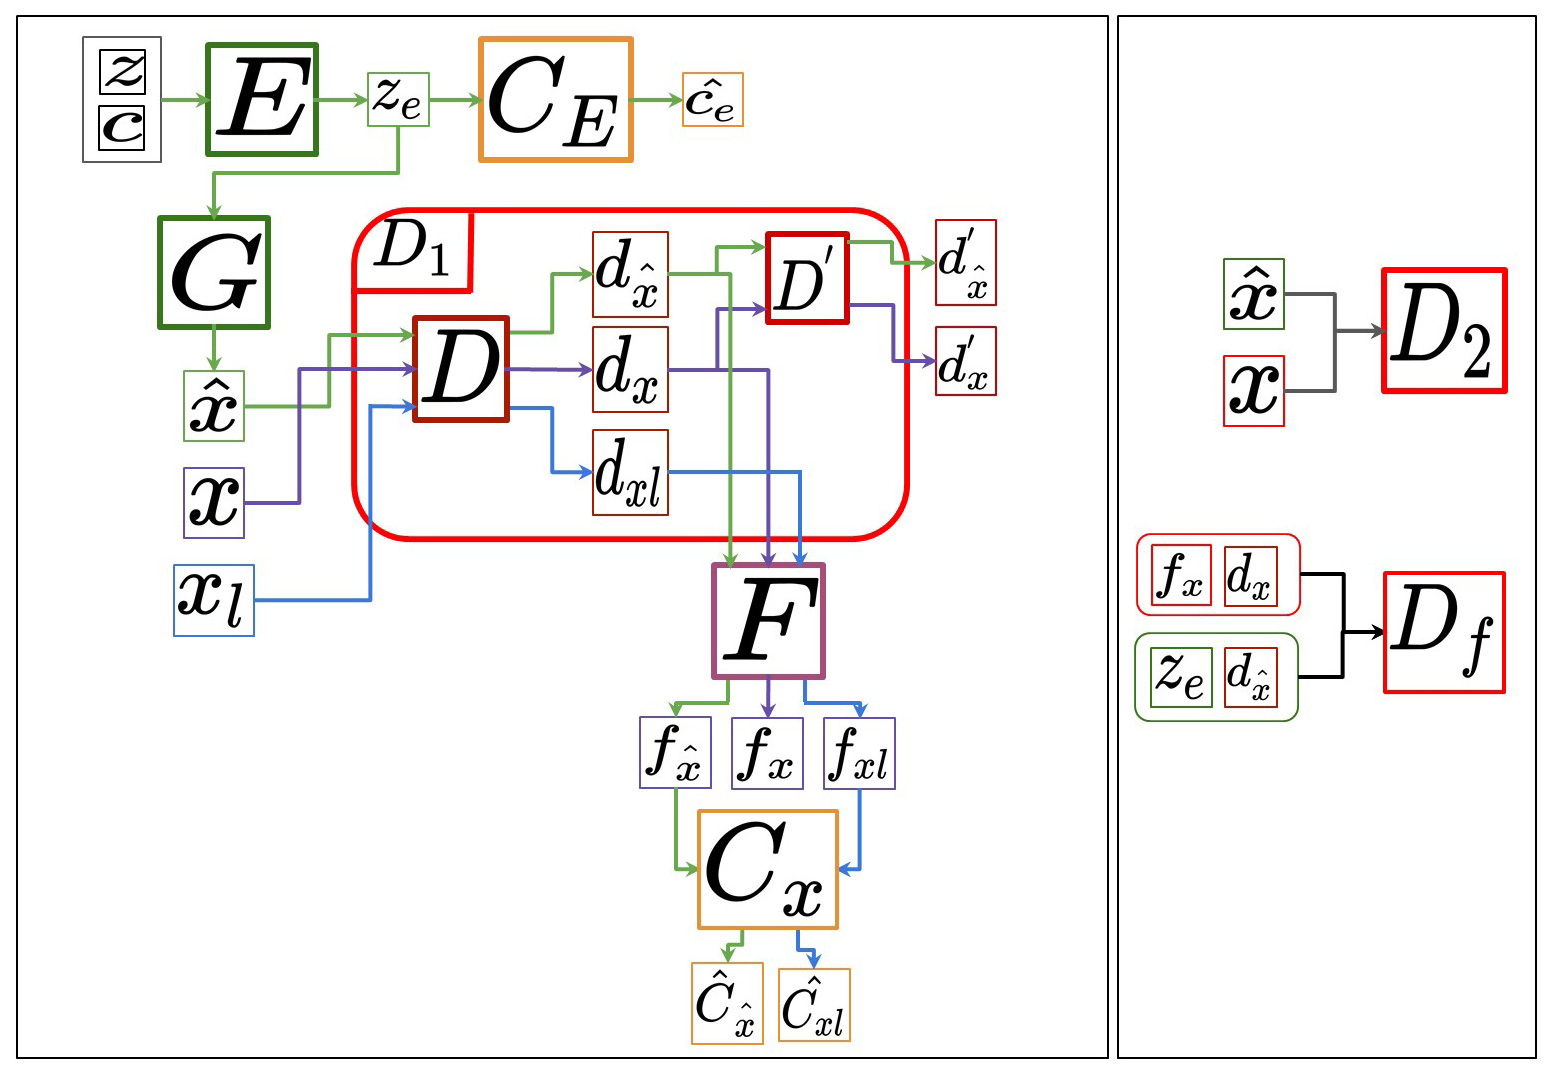 z
c
E
z_e
C_E
\hat{c_e}
G
D_1
d_{\hat{x}}
D'
d'_{\hat{x}}
\hat{x}
D
d_x
d'_x
x
d_{xl}
x_l
F
f_{\hat{x}} f_x f_{xl}
C_x
\hat{C}_{\hat{x}} \hat{C}_{xl}
\hat{x}
D_2
x
f_x d_x
D_f
z_e d_{\hat{x}}